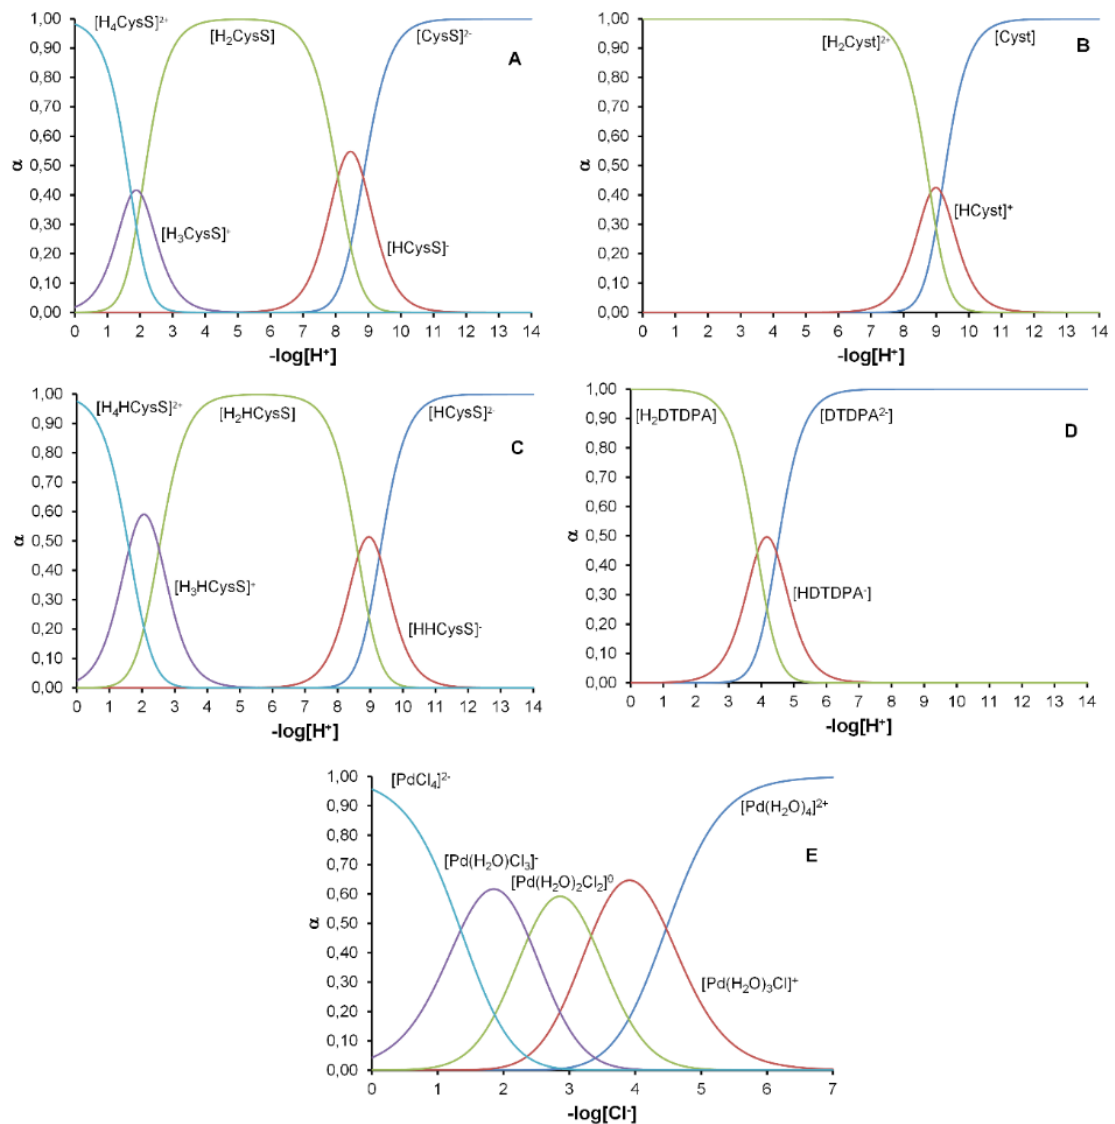 [H₄CysS]²⁺
[H₂CysS]
[CysS]²⁻
A
[H₃CysS]⁺
[HCysS]⁻
1,00
0,90
0,80
0,70
0,60
0,50
0,40
0,30
0,20
0,10
0,00
α
0 1 2 3 4 5 6 7 8 9 10 11 12 13 14
-log[H⁺]
[H₂Cyst]²⁺
[Cyst]
B
[HCyst]⁺
1,00
0,90
0,80
0,70
0,60
0,50
0,40
0,30
0,20
0,10
0,00
α
0 1 2 3 4 5 6 7 8 9 10 11 12 13 14
-log[H⁺]
[H₄HCysS]²⁺
[H₂HCysS]
[HCysS]²⁻
C
[H₃HCysS]⁺
[HHCysS]⁻
1,00
0,90
0,80
0,70
0,60
0,50
0,40
0,30
0,20
0,10
0,00
α
0 1 2 3 4 5 6 7 8 9 10 11 12 13 14
-log[H⁺]
[H₂DTDPA]
[DTDPA²⁻]
D
[HDTDPA⁻]
1,00
0,90
0,80
0,70
0,60
0,50
0,40
0,30
0,20
0,10
0,00
α
0 1 2 3 4 5 6 7 8 9 10 11 12 13 14
-log[H⁺]
[PdCl₄]²⁻
[Pd(H₂O)₄]²⁺
[Pd(H₂O)Cl₃]⁻
E
[Pd(H₂O)₂Cl₂]⁰
[Pd(H₂O)₃Cl]⁺
1,00
0,90
0,80
0,70
0,60
0,50
0,40
0,30
0,20
0,10
0,00
α
0 1 2 3 4 5 6 7
-log[Cl⁻]